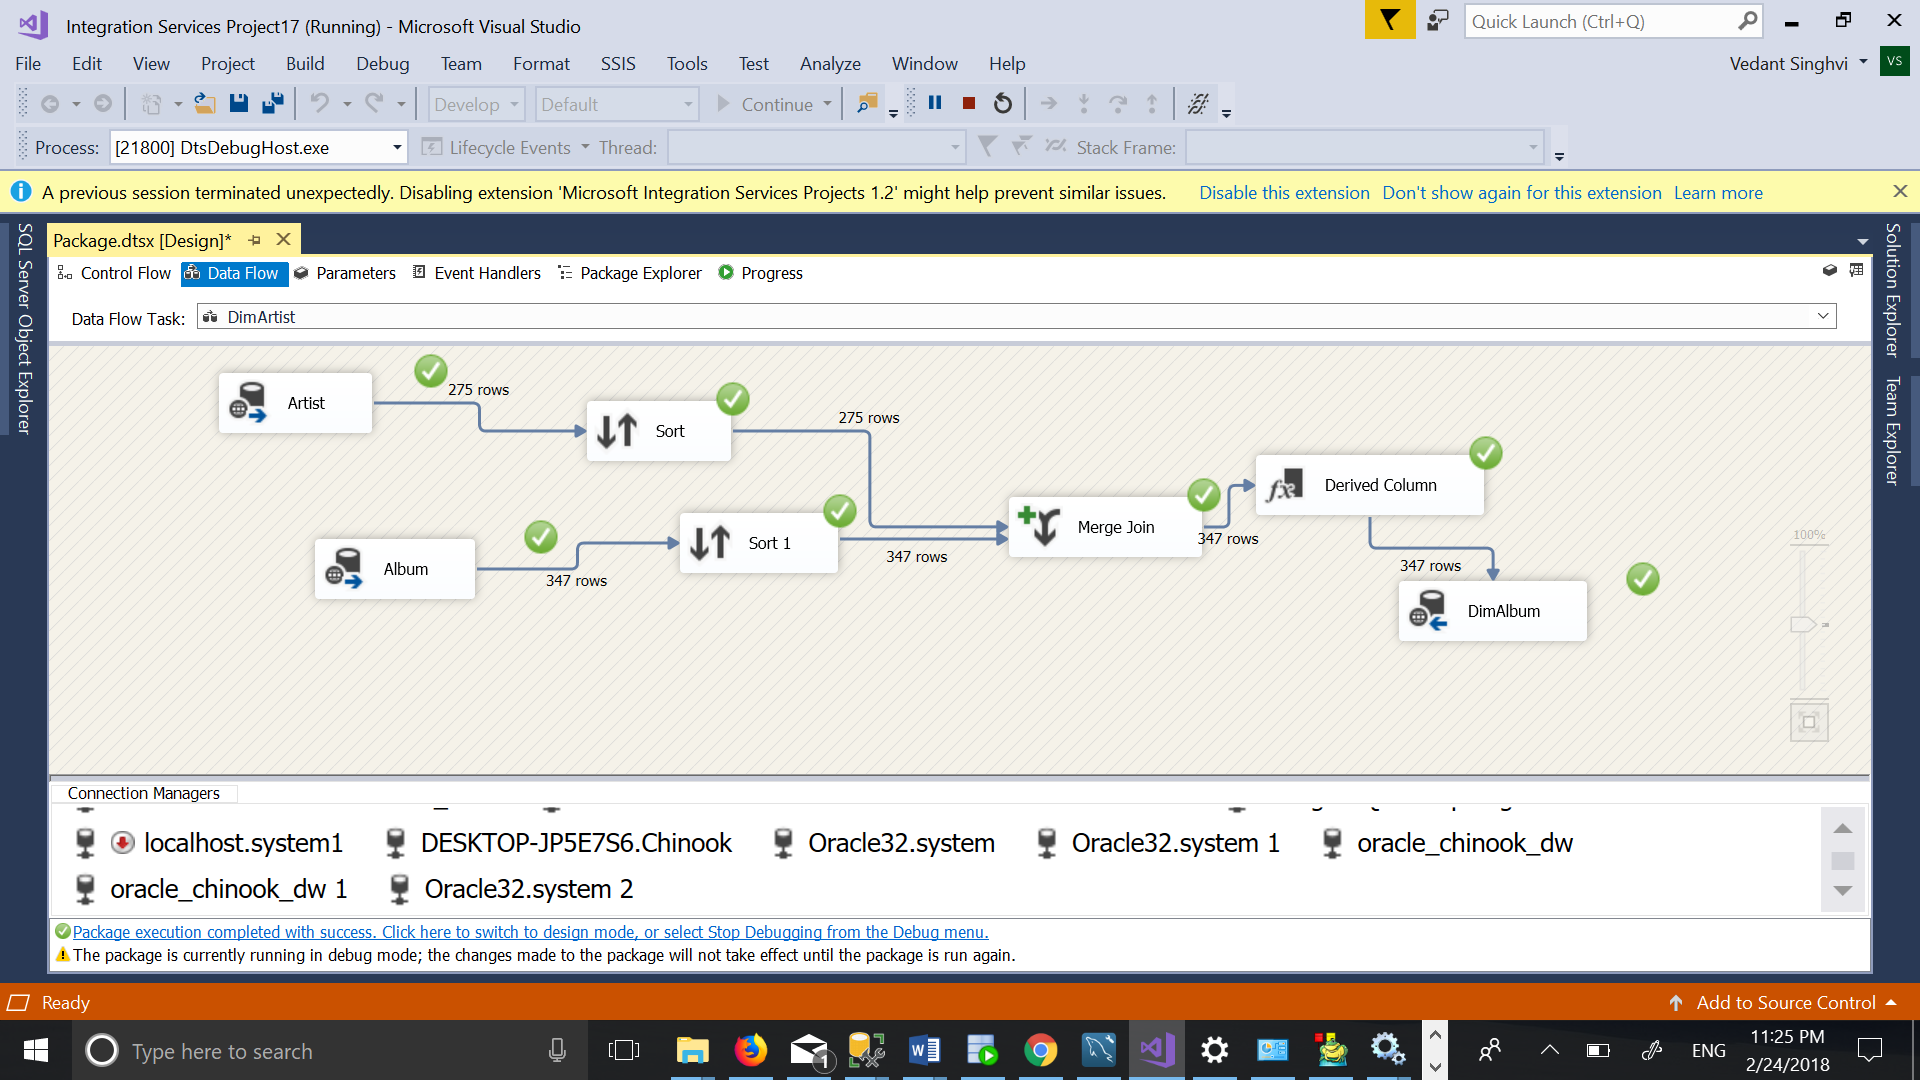 Integration Services Project17 (Running) - Microsoft Visual Studio
Quick Launch (Ctrl+Q)
File Edit View Project Build Debug Team Format SSIS Tools Test Analyze Window Help
Vedant Singhvi VS
Develop Default Continue
Process: [21800] DtsDebugHost.exe Lifecycle Events Thread: Stack Frame:
A previous session terminated unexpectedly. Disabling extension 'Microsoft Integration Services Projects 1.2' might help prevent similar issues. Disable this extension Don't show again for this extension Learn more
SQL Server Object Explorer
Package.dtsx [Design]*
Solution Explorer
Team Explorer
Control Flow Data Flow Parameters Event Handlers Package Explorer Progress
Data Flow Task: DimArtist
Artist
275 rows
Sort
275 rows
Album
347 rows
Sort 1
347 rows
Merge Join
347 rows
Derived Column
347 rows
DimAlbum
100%
Connection Managers
localhost.system1 DESKTOP-JP5E7S6.Chinook Oracle32.system Oracle32.system 1 oracle_chinook_dw
oracle_chinook_dw 1 Oracle32.system 2
Package execution completed with success. Click here to switch to design mode, or select Stop Debugging from the Debug menu.
The package is currently running in debug mode; the changes made to the package will not take effect until the package is run again.
Ready
Add to Source Control
Type here to search
1
ENG
11:25 PM
2/24/2018